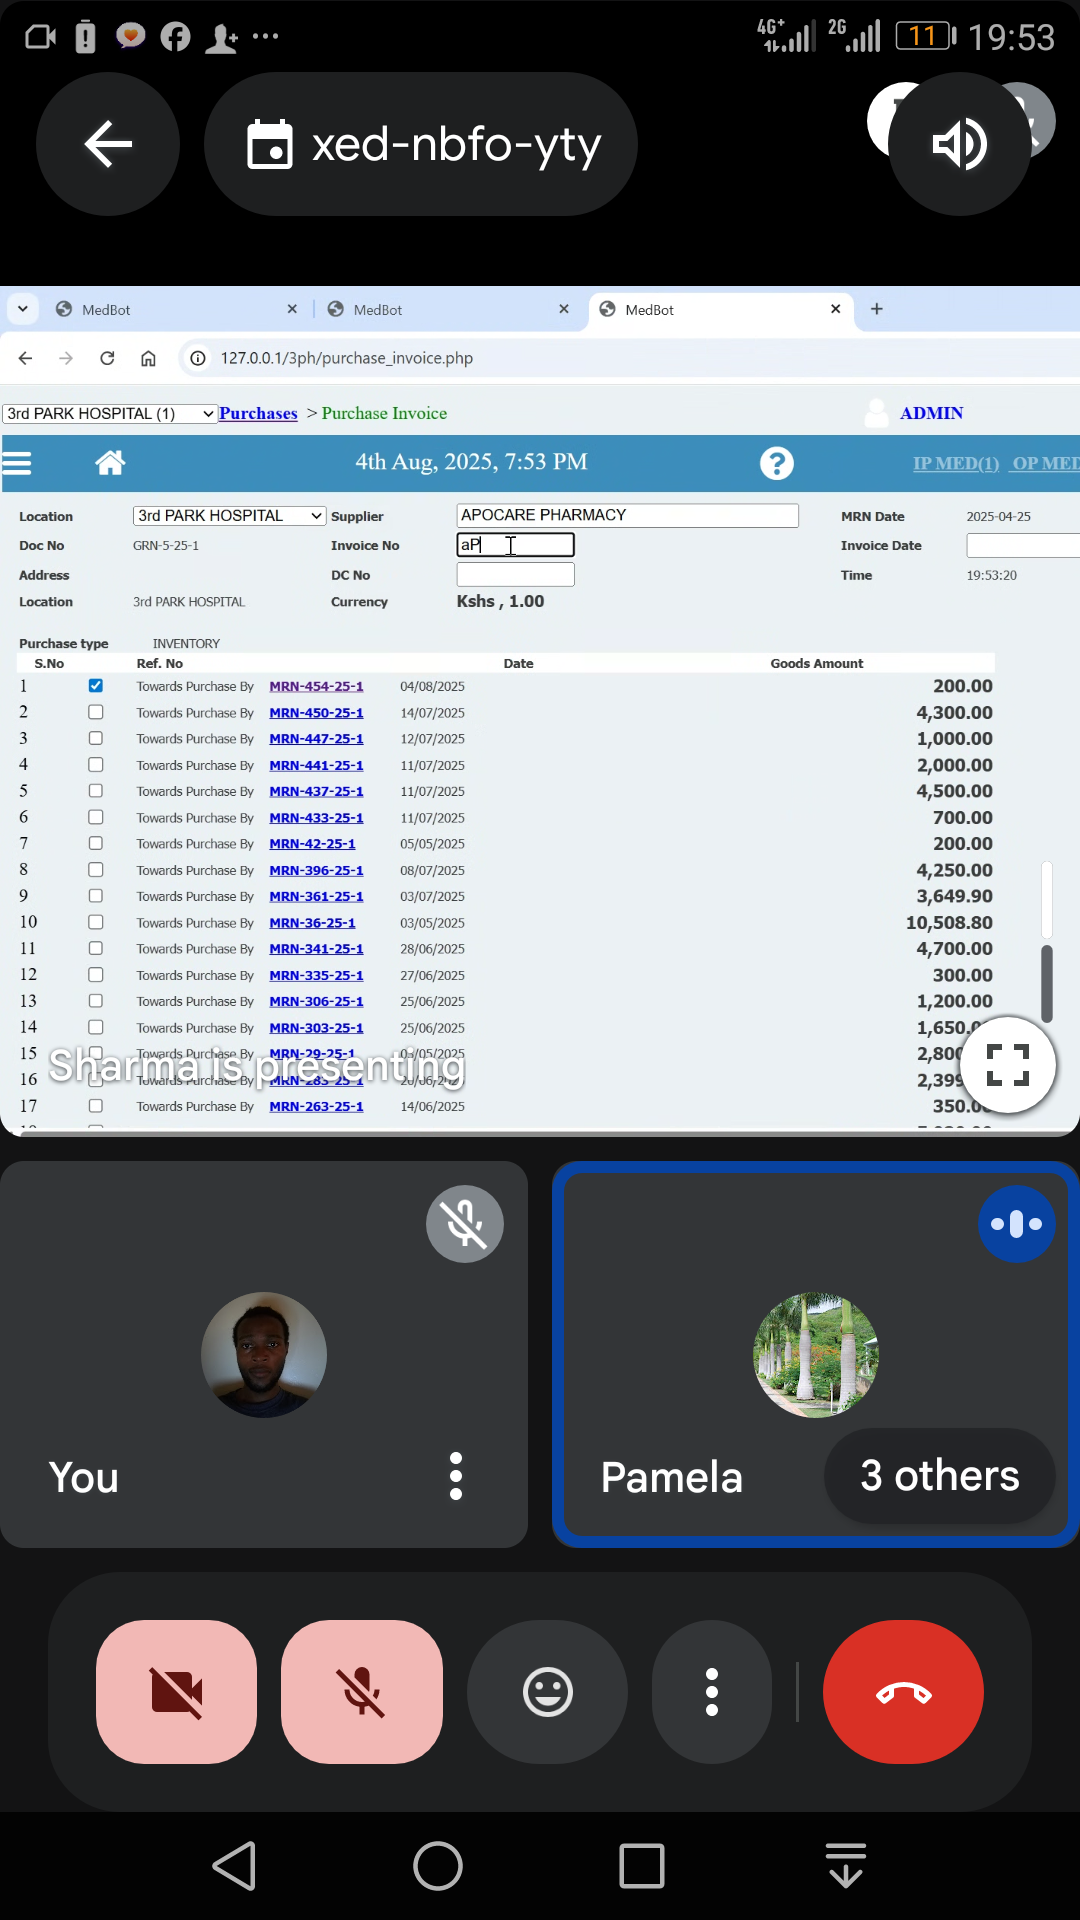 4G+ 2G 11 19:53
xed-nbfo-yty
MedBot MedBot MedBot
127.0.0.1/3ph/purchase_invoice.php
3rd PARK HOSPITAL (1) Purchases > Purchase Invoice ADMIN
4th Aug, 2025, 7:53 PM ? IP MED(1) OP MED
Location 3rd PARK HOSPITAL Supplier APOCARE PHARMACY MRN Date 2025-04-25
Doc No GRN-5-25-1 Invoice No aP Invoice Date
Address DC No Time 19:53:20
Location 3rd PARK HOSPITAL Currency Kshs , 1.00
Purchase type INVENTORY
S.No Ref. No Date Goods Amount
1 Towards Purchase By MRN-454-25-1 04/08/2025 200.00
2 Towards Purchase By MRN-450-25-1 14/07/2025 4,300.00
3 Towards Purchase By MRN-447-25-1 12/07/2025 1,000.00
4 Towards Purchase By MRN-441-25-1 11/07/2025 2,000.00
5 Towards Purchase By MRN-437-25-1 11/07/2025 4,500.00
6 Towards Purchase By MRN-433-25-1 11/07/2025 700.00
7 Towards Purchase By MRN-42-25-1 05/05/2025 200.00
8 Towards Purchase By MRN-396-25-1 08/07/2025 4,250.00
9 Towards Purchase By MRN-361-25-1 03/07/2025 3,649.90
10 Towards Purchase By MRN-36-25-1 03/05/2025 10,508.80
11 Towards Purchase By MRN-341-25-1 28/06/2025 4,700.00
12 Towards Purchase By MRN-335-25-1 27/06/2025 300.00
13 Towards Purchase By MRN-306-25-1 25/06/2025 1,200.00
14 Towards Purchase By MRN-303-25-1 25/06/2025 1,650.0
15 Towards Purchase By MRN-29-25-1 03/05/2025 2,800
Sharma is presenting
16 Towards Purchase By MRN-283-25-1 20/06/2025 2,399
17 Towards Purchase By MRN-263-25-1 14/06/2025 350.00
You
Pamela
3 others